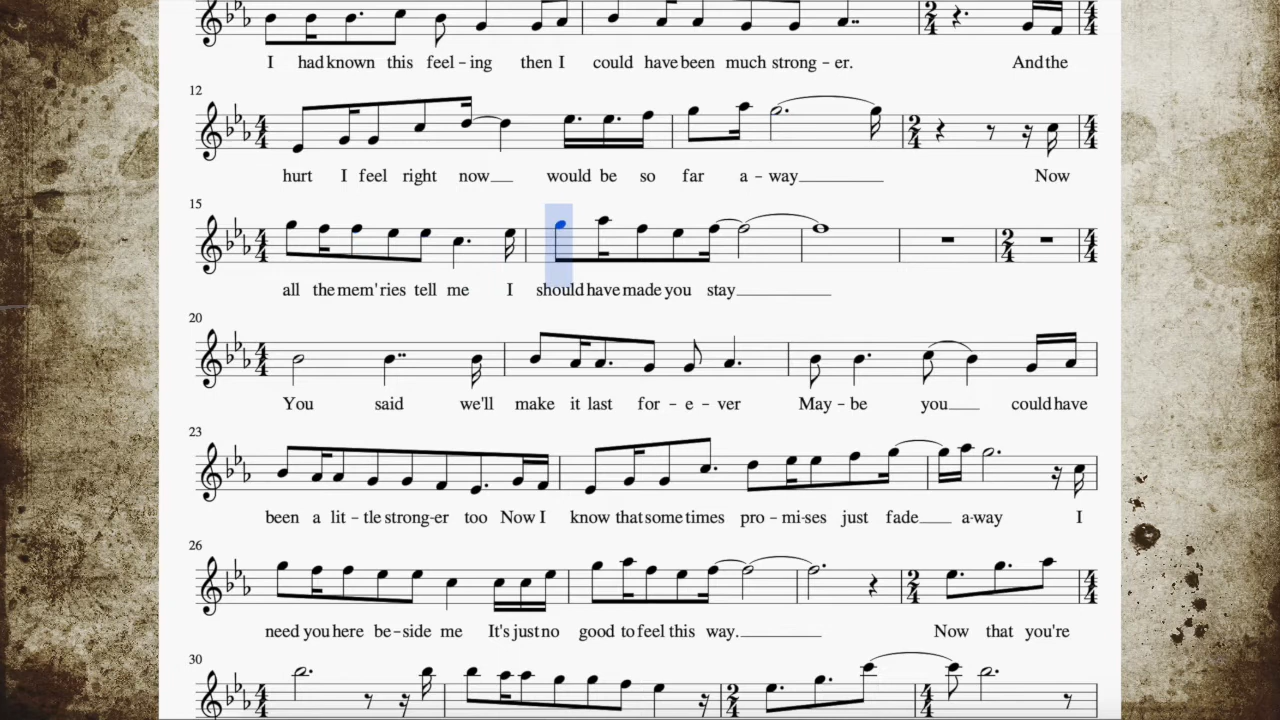 I had known this feel-ing then I could have been much strong-er. And the
12
hurt I feel right now would be so far a-way Now
15
all the mem'ries tell me I should have made you stay
20
You said we'll make it last for-e-ver May-be you could have
23
been a lit-tle strong-er too Now I know that some times pro-mi-ses just fade a-way I
26
need you here be-side me It's just no good to feel this way. Now that you're
30